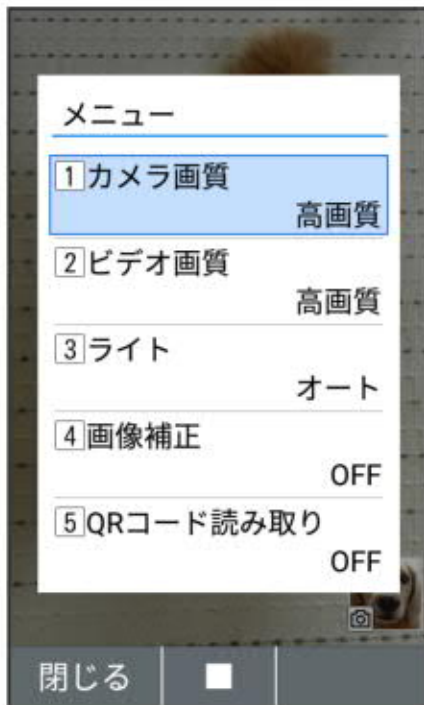 メニュー
1カメラ画質
高画質
2ビデオ画質
高画質
3ライト
オート
4画像補正
OFF
5QRコード読み取り
OFF
閉じる